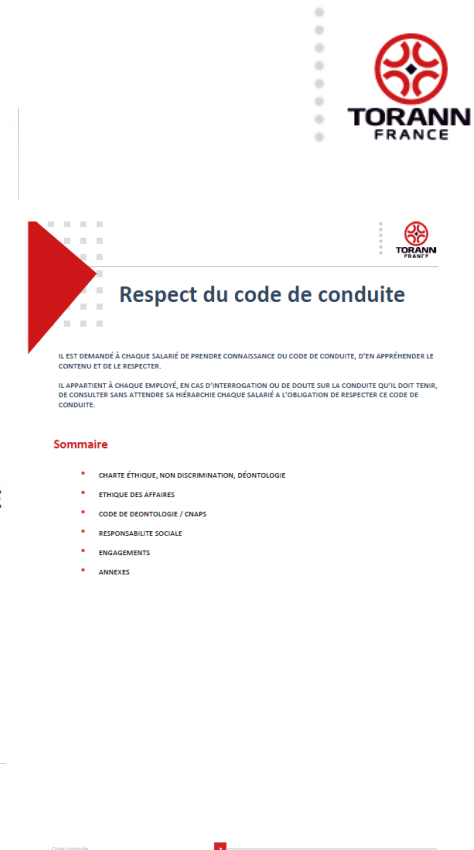 TORANN
FRANCE
TORANN
FRANCE
Respect du code de conduite
IL EST DEMANDÉ À CHAQUE SALARIÉ DE PRENDRE CONNAISSANCE DU CODE DE CONDUITE, D'EN APPRÉHENDER LE
CONTENU ET DE LE RESPECTER.
IL APPARTIENT À CHAQUE EMPLOYÉ, EN CAS D'INTERROGATION OU DE DOUTE SUR LA CONDUITE QU'IL DOIT TENIR,
DE CONSULTER SANS ATTENDRE SA HIÉRARCHIE CHAQUE SALARIÉ A L'OBLIGATION DE RESPECTER CE CODE DE
CONDUITE.
Sommaire
• CHARTE ÉTHIQUE, NON DISCRIMINATION, DÉONTOLOGIE
• ETHIQUE DES AFFAIRES
• CODE DE DEONTOLOGIE / CNAPS
• RESPONSABILITE SOCIALE
• ENGAGEMENTS
• ANNEXES
Code conduite